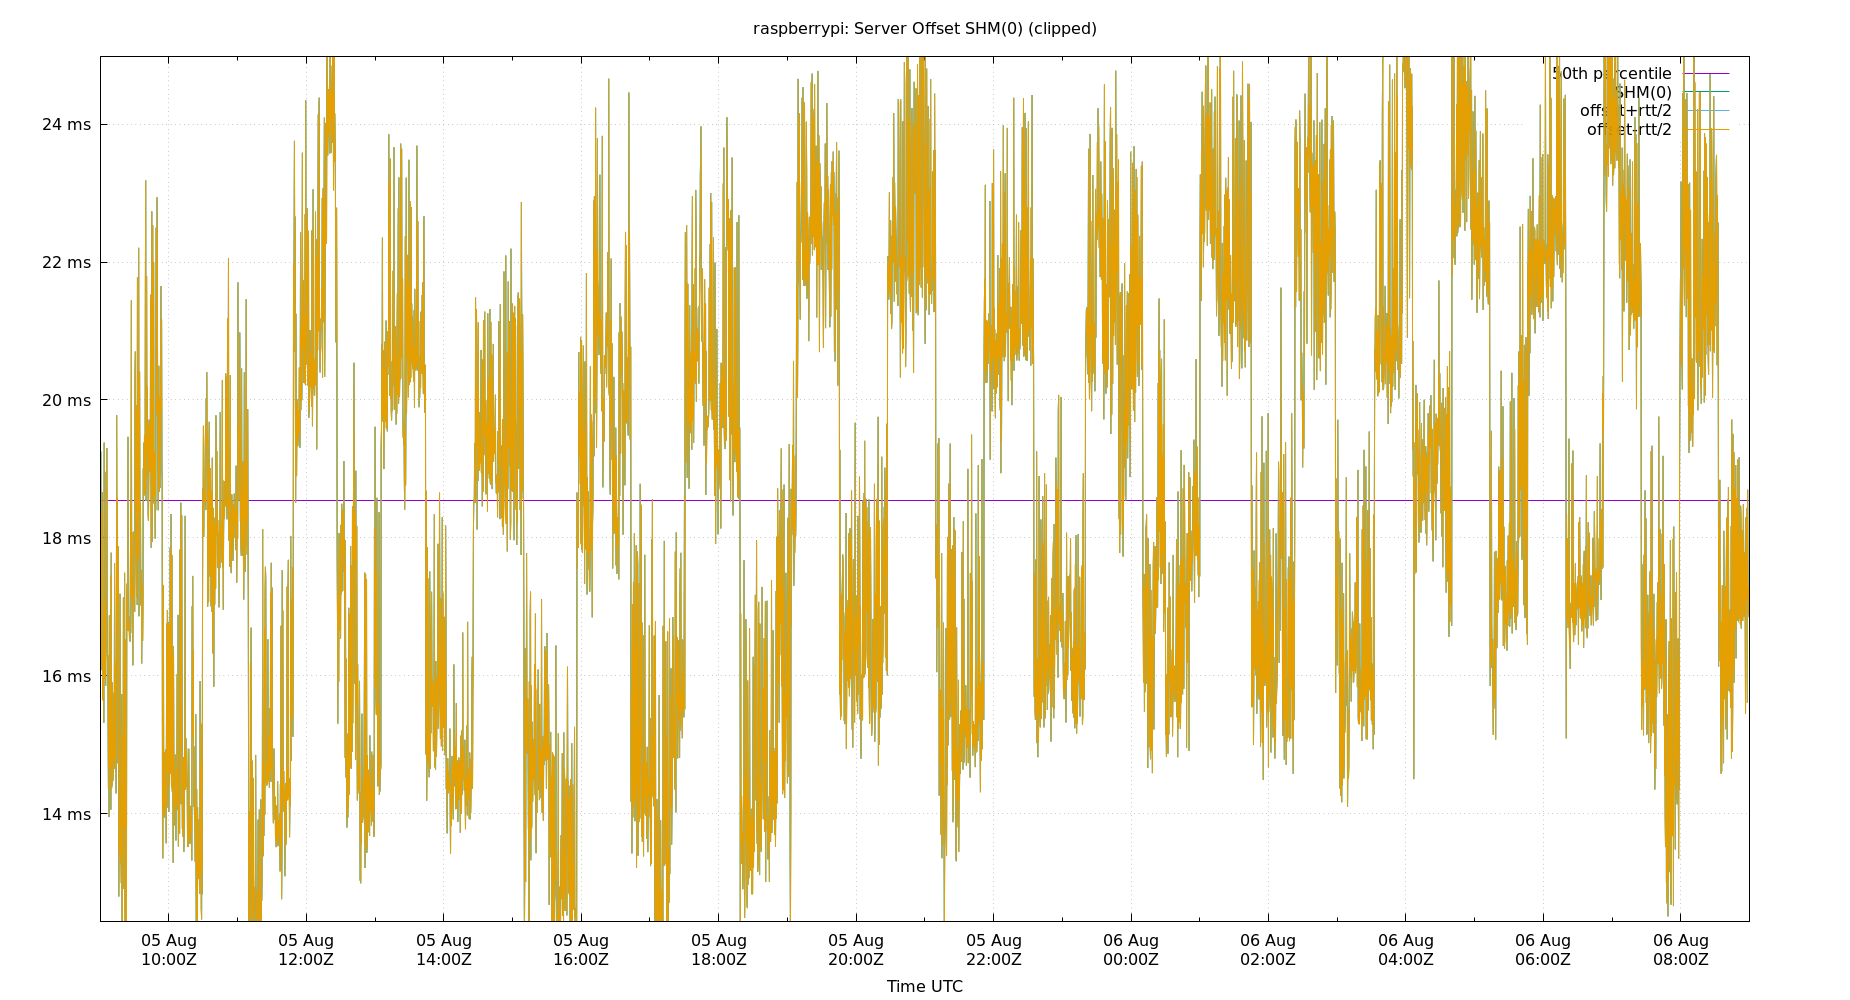 raspberrypi: Server Offset SHM(0) (clipped)
50th percentile
SHM(0)
offset+rtt/2
offset-rtt/2
24 ms
22 ms
20 ms
18 ms
16 ms
14 ms
05 Aug 05 Aug 05 Aug 05 Aug 05 Aug 05 Aug 05 Aug 06 Aug 06 Aug 06 Aug 06 Aug 06 Aug
10:00Z 12:00Z 14:00Z 16:00Z 18:00Z 20:00Z 22:00Z 00:00Z 02:00Z 04:00Z 06:00Z 08:00Z
Time UTC